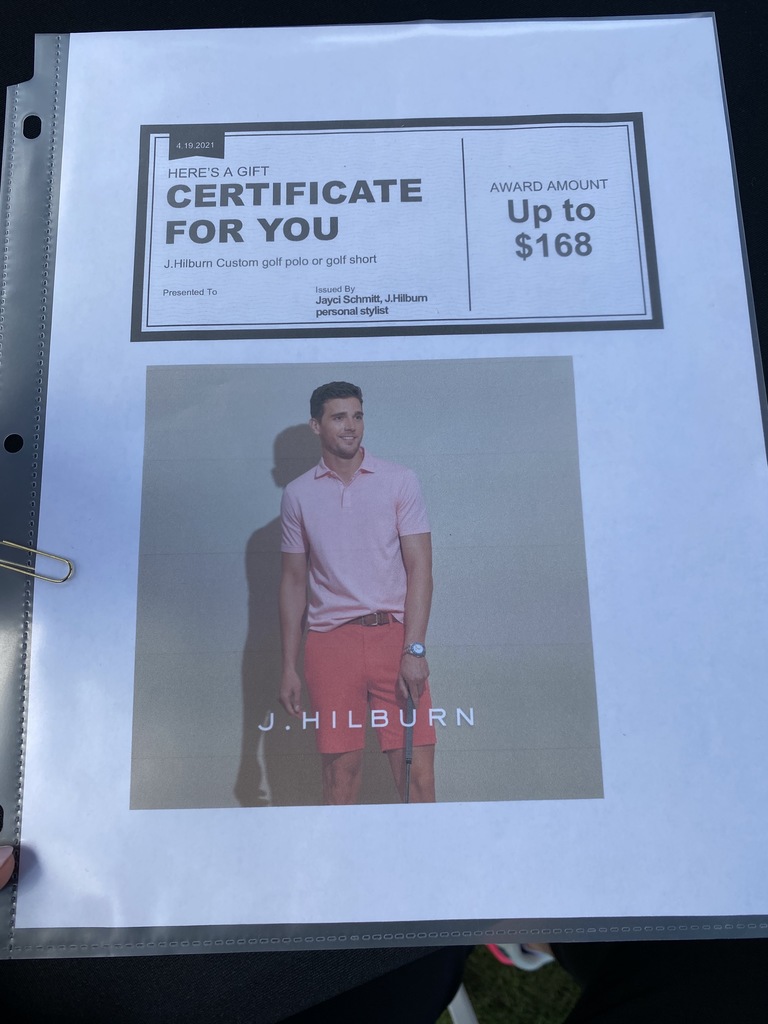 4.19.2021
HERE'S A GIFT
CERTIFICATE
FOR YOU
J.Hilburn Custom golf polo or golf short
Presented To
Issued By
Jayci Schmitt, J.Hilburn
personal stylist
AWARD AMOUNT
Up to
$168
J.HILBURN